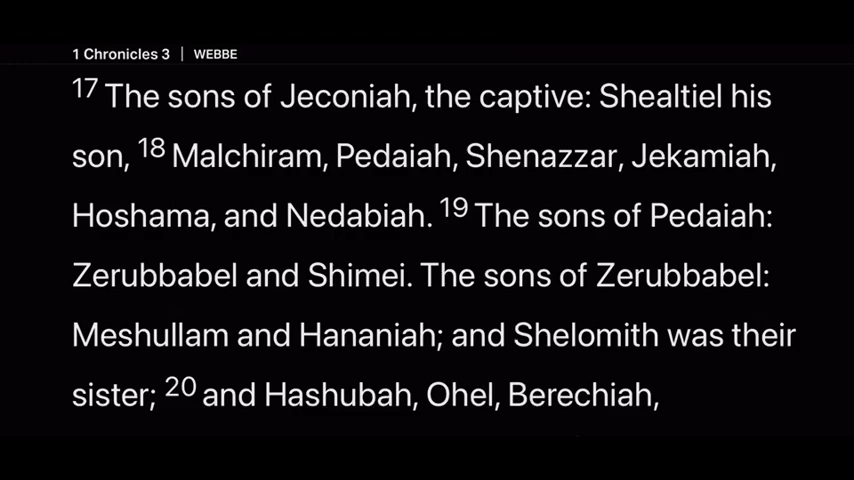 1 Chronicles 3 | WEBBE
17 The sons of Jeconiah, the captive: Shealtiel his
son, 18 Malchiram, Pedaiah, Shenazzar, Jekamiah,
Hoshama, and Nedabiah. 19 The sons of Pedaiah:
Zerubbabel and Shimei. The sons of Zerubbabel:
Meshullam and Hananiah; and Shelomith was their
sister; 20 and Hashubah, Ohel, Berechiah,